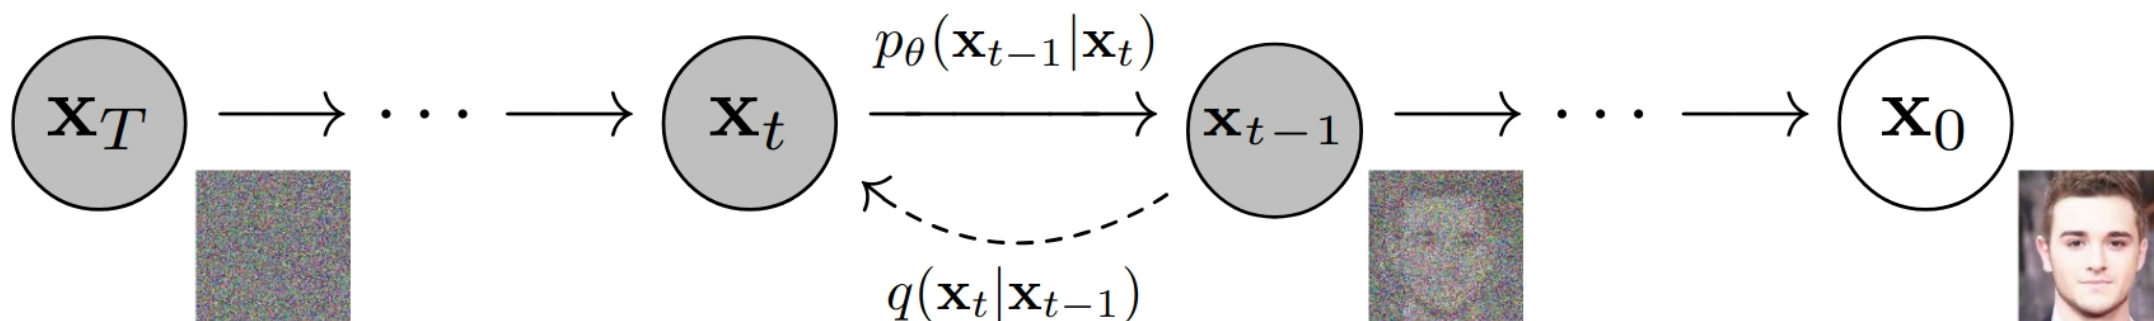 p_θ(x_{t−1}|x_t)
x_T → ··· → x_t → x_{t−1} → ··· → x_0
q(x_t|x_{t−1})